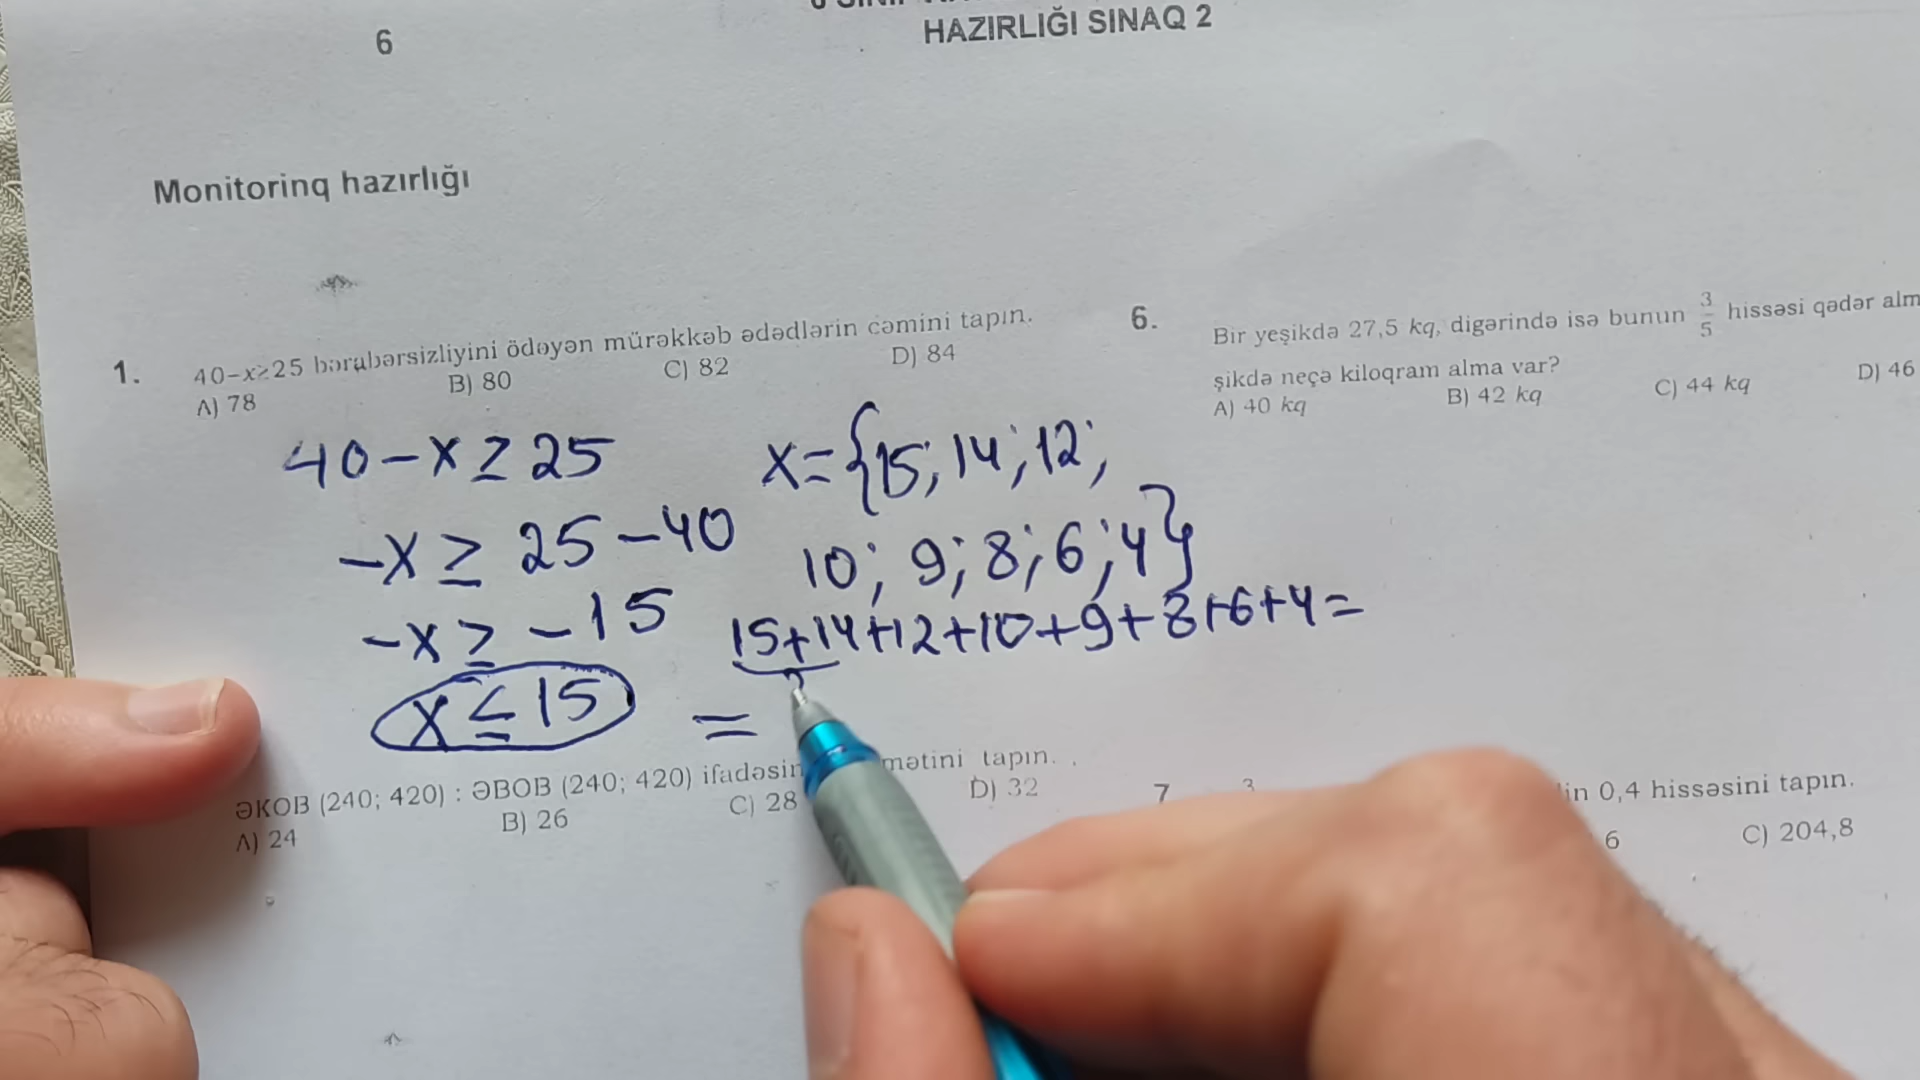 6
HAZIRLIĞI SINAQ 2
Monitorinq hazırlığı
1. 40–x≥25 bərabərsizliyini ödəyən mürəkkəb ədədlərin cəmini tapın.
A) 78 B) 80 C) 82 D) 84
40-x≥25
-x≥ 25-40
-x≥-15
x≤15
x={15; 14; 12;
10; 9; 8; 6; 4}
15+14+12+10+9+8+6+4=
=
ƏKOB (240; 420) : ƏBOB (240; 420) tapın.
A) 24 B) 26 C) 28 D) 32
6. Bir yeşikdə 27,5 kq, digərində isə bunun 3/5 hissəsi qədər
şikdə neçə kiloqram alma var?
A) 40 kq B) 42 kq C) 44 kq D) 46
7 3 0,4 hissəsini tapın.
6 C) 204,8